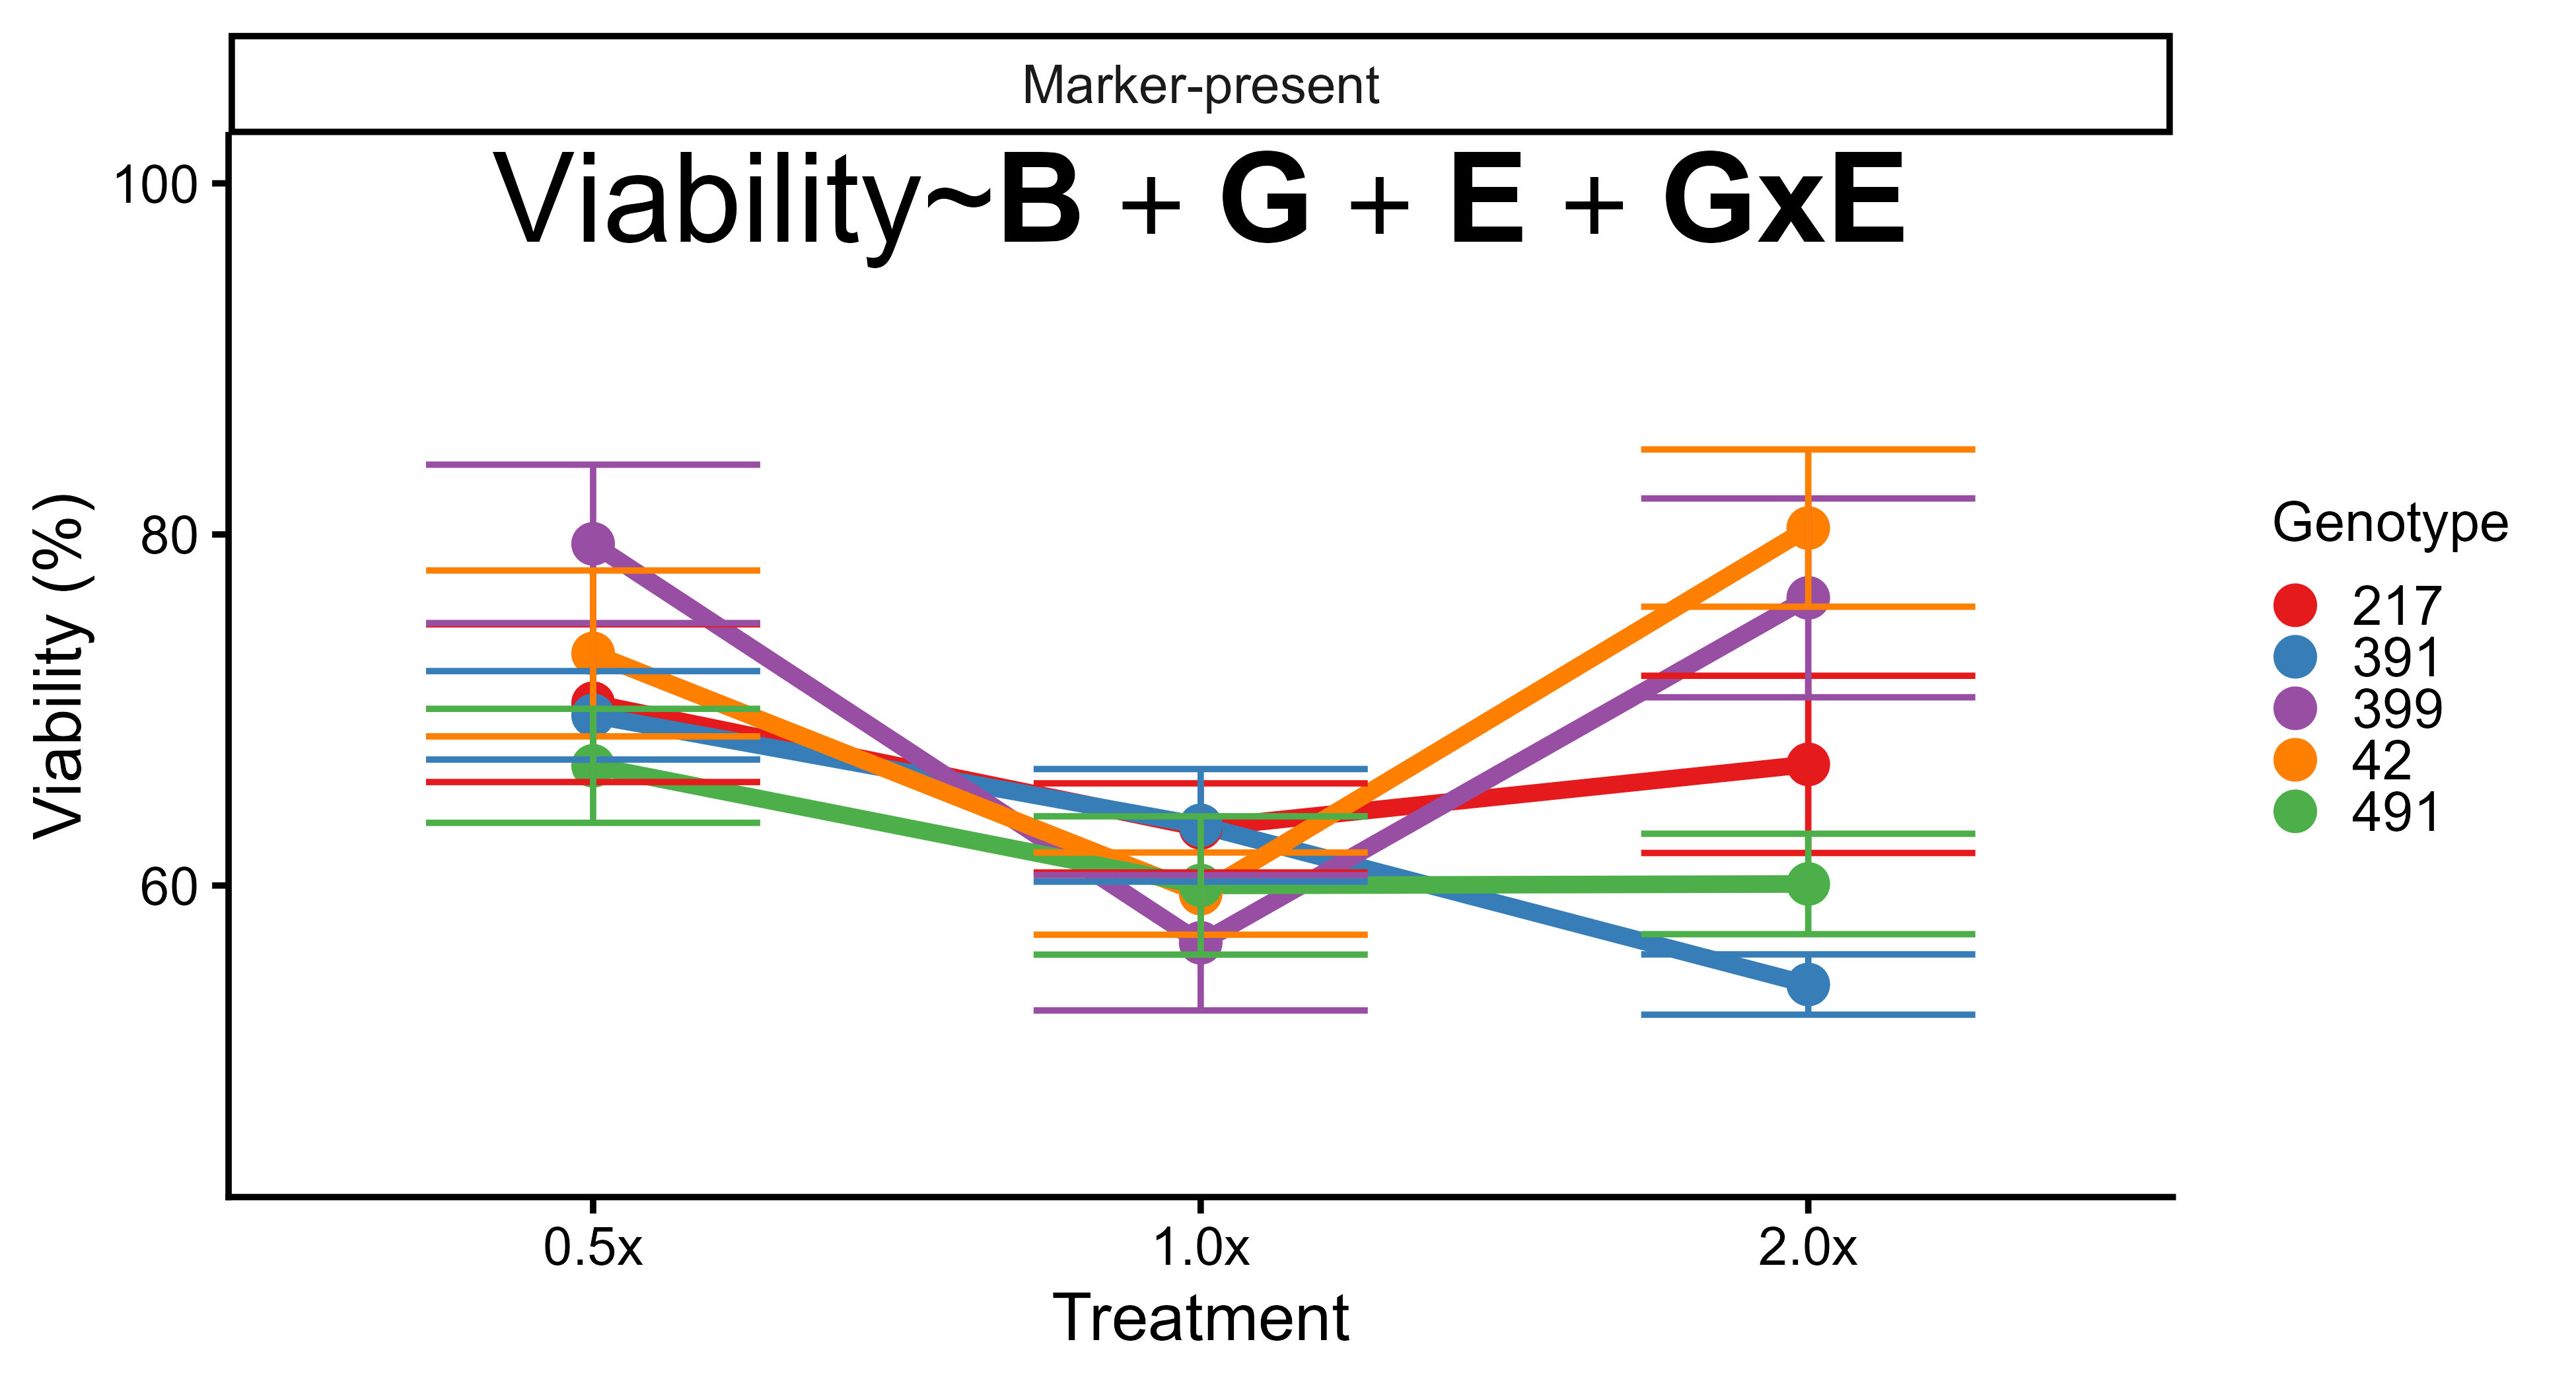 Marker-present
Viability~B + G + E + GxE
100
80
60
Viability (%)
0.5x 1.0x 2.0x
Treatment
Genotype
217
391
399
42
491